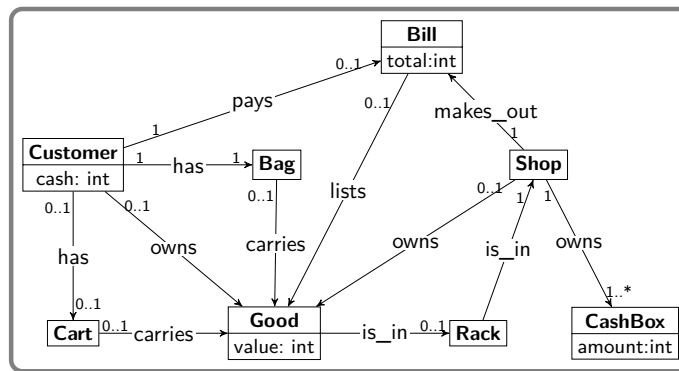 Bill
total:int
0..1
0..1
pays
makes_out
1
1
Customer
cash: int
1
has
1
Bag
Shop
0..1
0..1
0..1
0..1
1
1
lists
has
owns
carries
owns
is_in
owns
0..1
1..*
Cart
0..1
carries
Good
value: int
is_in
0..1
Rack
CashBox
amount:int